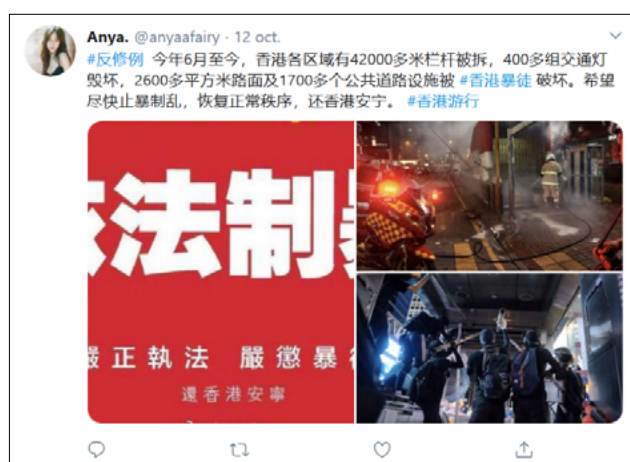 Anya. @anyaafairy · 12 oct.
#反修例 今年6月至今，香港各区域有42000多米栏杆被拆，400多组交通灯
毁坏，2600多平方米路面及1700多个公共道路设施被 #香港暴徒 破坏。希望
尽快止暴制乱，恢复正常秩序，还香港安宁。 #香港游行
法制
正執法 嚴懲暴
還香港安寧